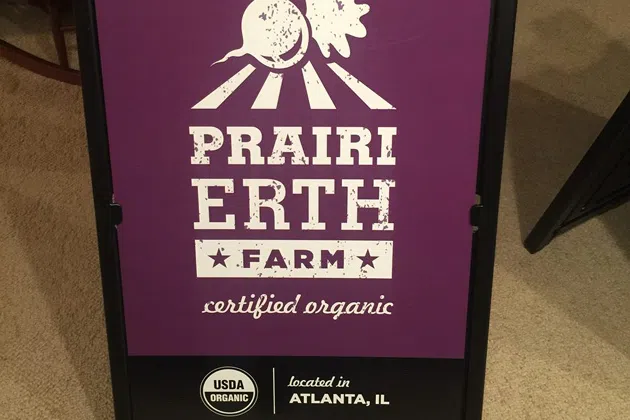 PRAIRI
ERTH
★ FARM ★
certified organic
USDA
ORGANIC
located in
ATLANTA, IL